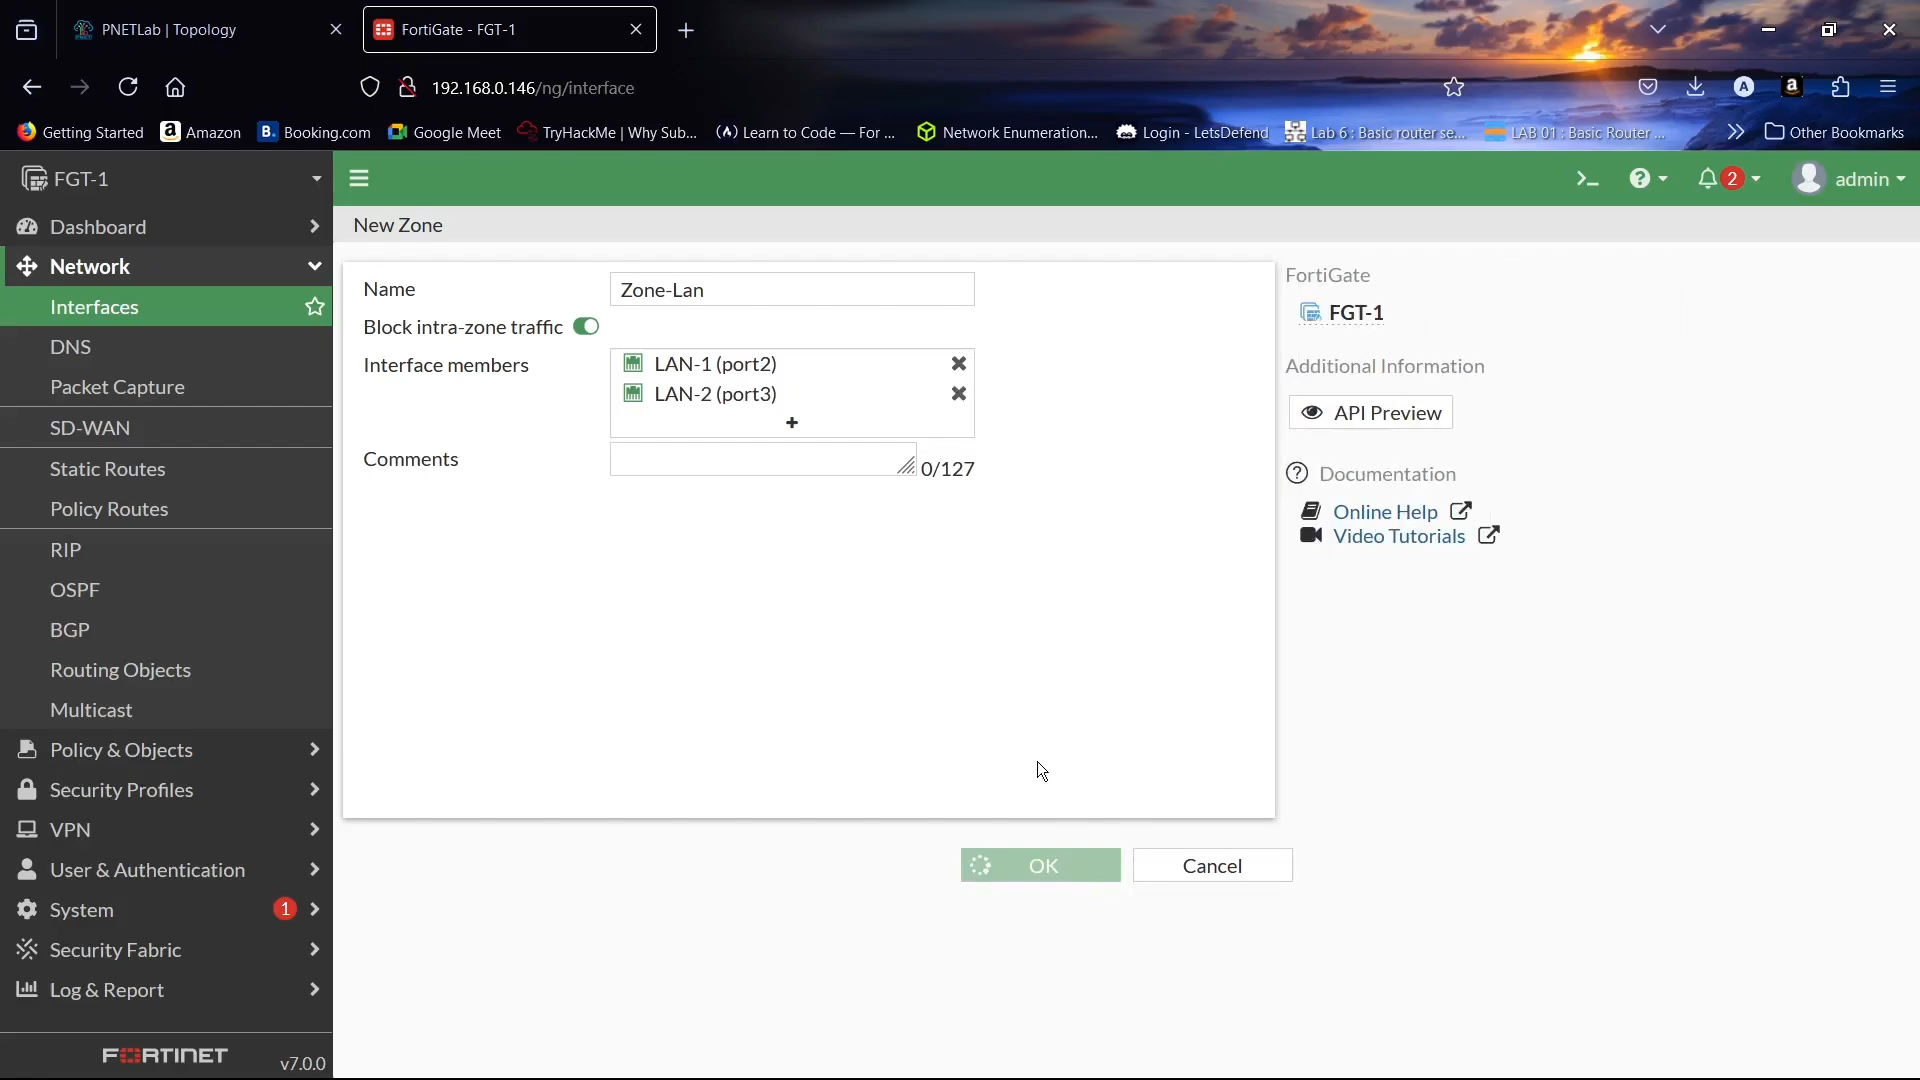 PNETLab | Topology
FortiGate - FGT-1
192.168.0.146/ng/interface
Getting Started
Amazon
Booking.com
Google Meet
TryHackMe | Why Sub...
Learn to Code — For ...
Network Enumeration...
Login - LetsDefend
Lab 6 : Basic router se...
LAB 01 : Basic Router ...
Other Bookmarks
FGT-1
2
admin
Dashboard
Network
Interfaces
DNS
Packet Capture
SD-WAN
Static Routes
Policy Routes
RIP
OSPF
BGP
Routing Objects
Multicast
Policy & Objects
Security Profiles
VPN
User & Authentication
System
1
Security Fabric
Log & Report
FORTINET
v7.0.0
New Zone
Name
Zone-Lan
Block intra-zone traffic
Interface members
LAN-1 (port2)
LAN-2 (port3)
Comments
0/127
OK
Cancel
FortiGate
FGT-1
Additional Information
API Preview
Documentation
Online Help
Video Tutorials